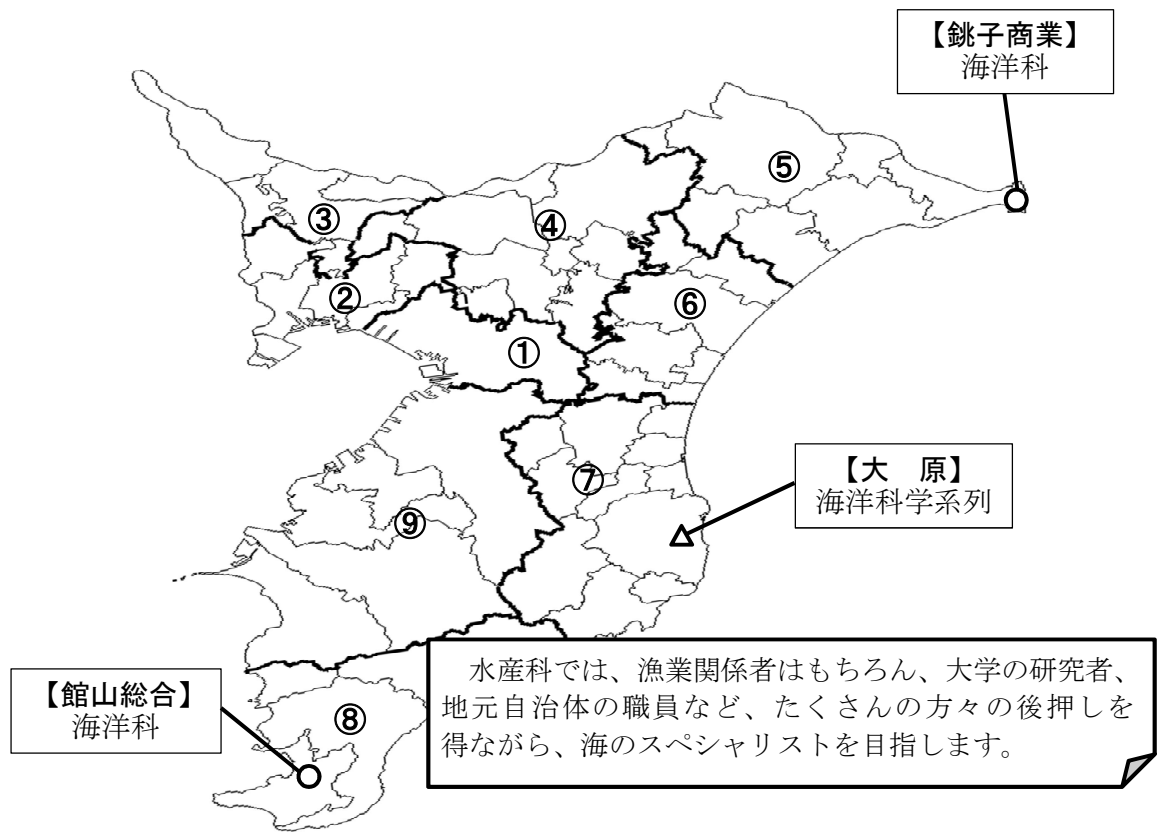 【銚子商業】
海洋科
⑤
③
④
②
⑥
①
【大　原】
海洋科学系列
⑦
⑨
水産科では、漁業関係者はもちろん、大学の研究者、
地元自治体の職員など、たくさんの方々の後押しを
得ながら、海のスペシャリストを目指します。
【館山総合】
海洋科
⑧